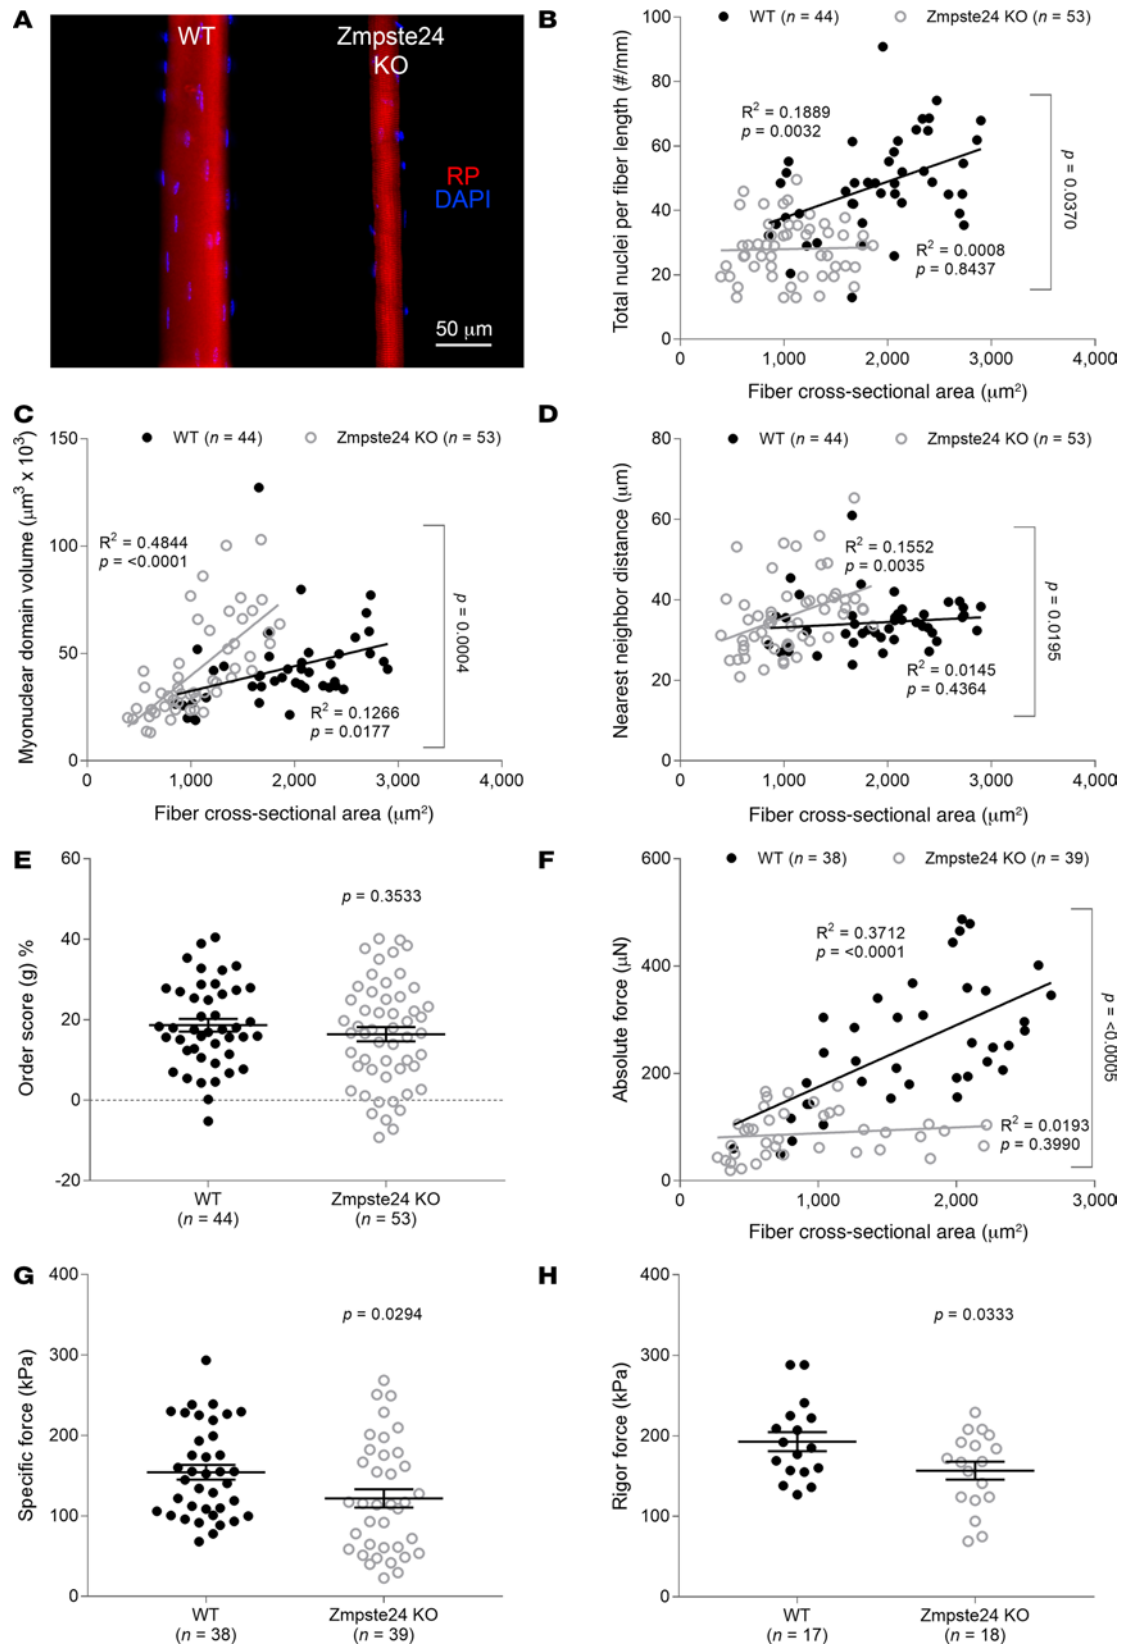 A
WT
Zmpste24
KO
RP
DAPI
50 μm
B
WT (n = 44)
Zmpste24 KO (n = 53)
Total nuclei per fiber length (#/mm)
100
80
60
40
20
0
R² = 0.1889
p = 0.0032
R² = 0.0008
p = 0.8437
p = 0.0370
0
1,000
2,000
3,000
4,000
Fiber cross-sectional area (μm²)
C
WT (n = 44)
Zmpste24 KO (n = 53)
Myonuclear domain volume (μm³ x 10³)
150
100
50
0
R² = 0.4844
p = <0.0001
R² = 0.1266
p = 0.0177
p = 0.0004
0
1,000
2,000
3,000
4,000
Fiber cross-sectional area (μm²)
D
WT (n = 44)
Zmpste24 KO (n = 53)
Nearest neighbor distance (μm)
80
60
40
20
0
R² = 0.1552
p = 0.0035
R² = 0.0145
p = 0.4364
p = 0.0195
0
1,000
2,000
3,000
4,000
Fiber cross-sectional area (μm²)
E
Order score (g) %
60
40
20
0
-20
p = 0.3533
WT
(n = 44)
Zmpste24 KO
(n = 53)
F
WT (n = 38)
Zmpste24 KO (n = 39)
Absolute force (μN)
600
400
200
0
R² = 0.3712
p = <0.0001
R² = 0.0193
p = 0.3990
p = <0.0005
0
1,000
2,000
3,000
Fiber cross-sectional area (μm²)
G
Specific force (kPa)
400
300
200
100
0
p = 0.0294
WT
(n = 38)
Zmpste24 KO
(n = 39)
H
Rigor force (kPa)
400
300
200
100
0
p = 0.0333
WT
(n = 17)
Zmpste24 KO
(n = 18)